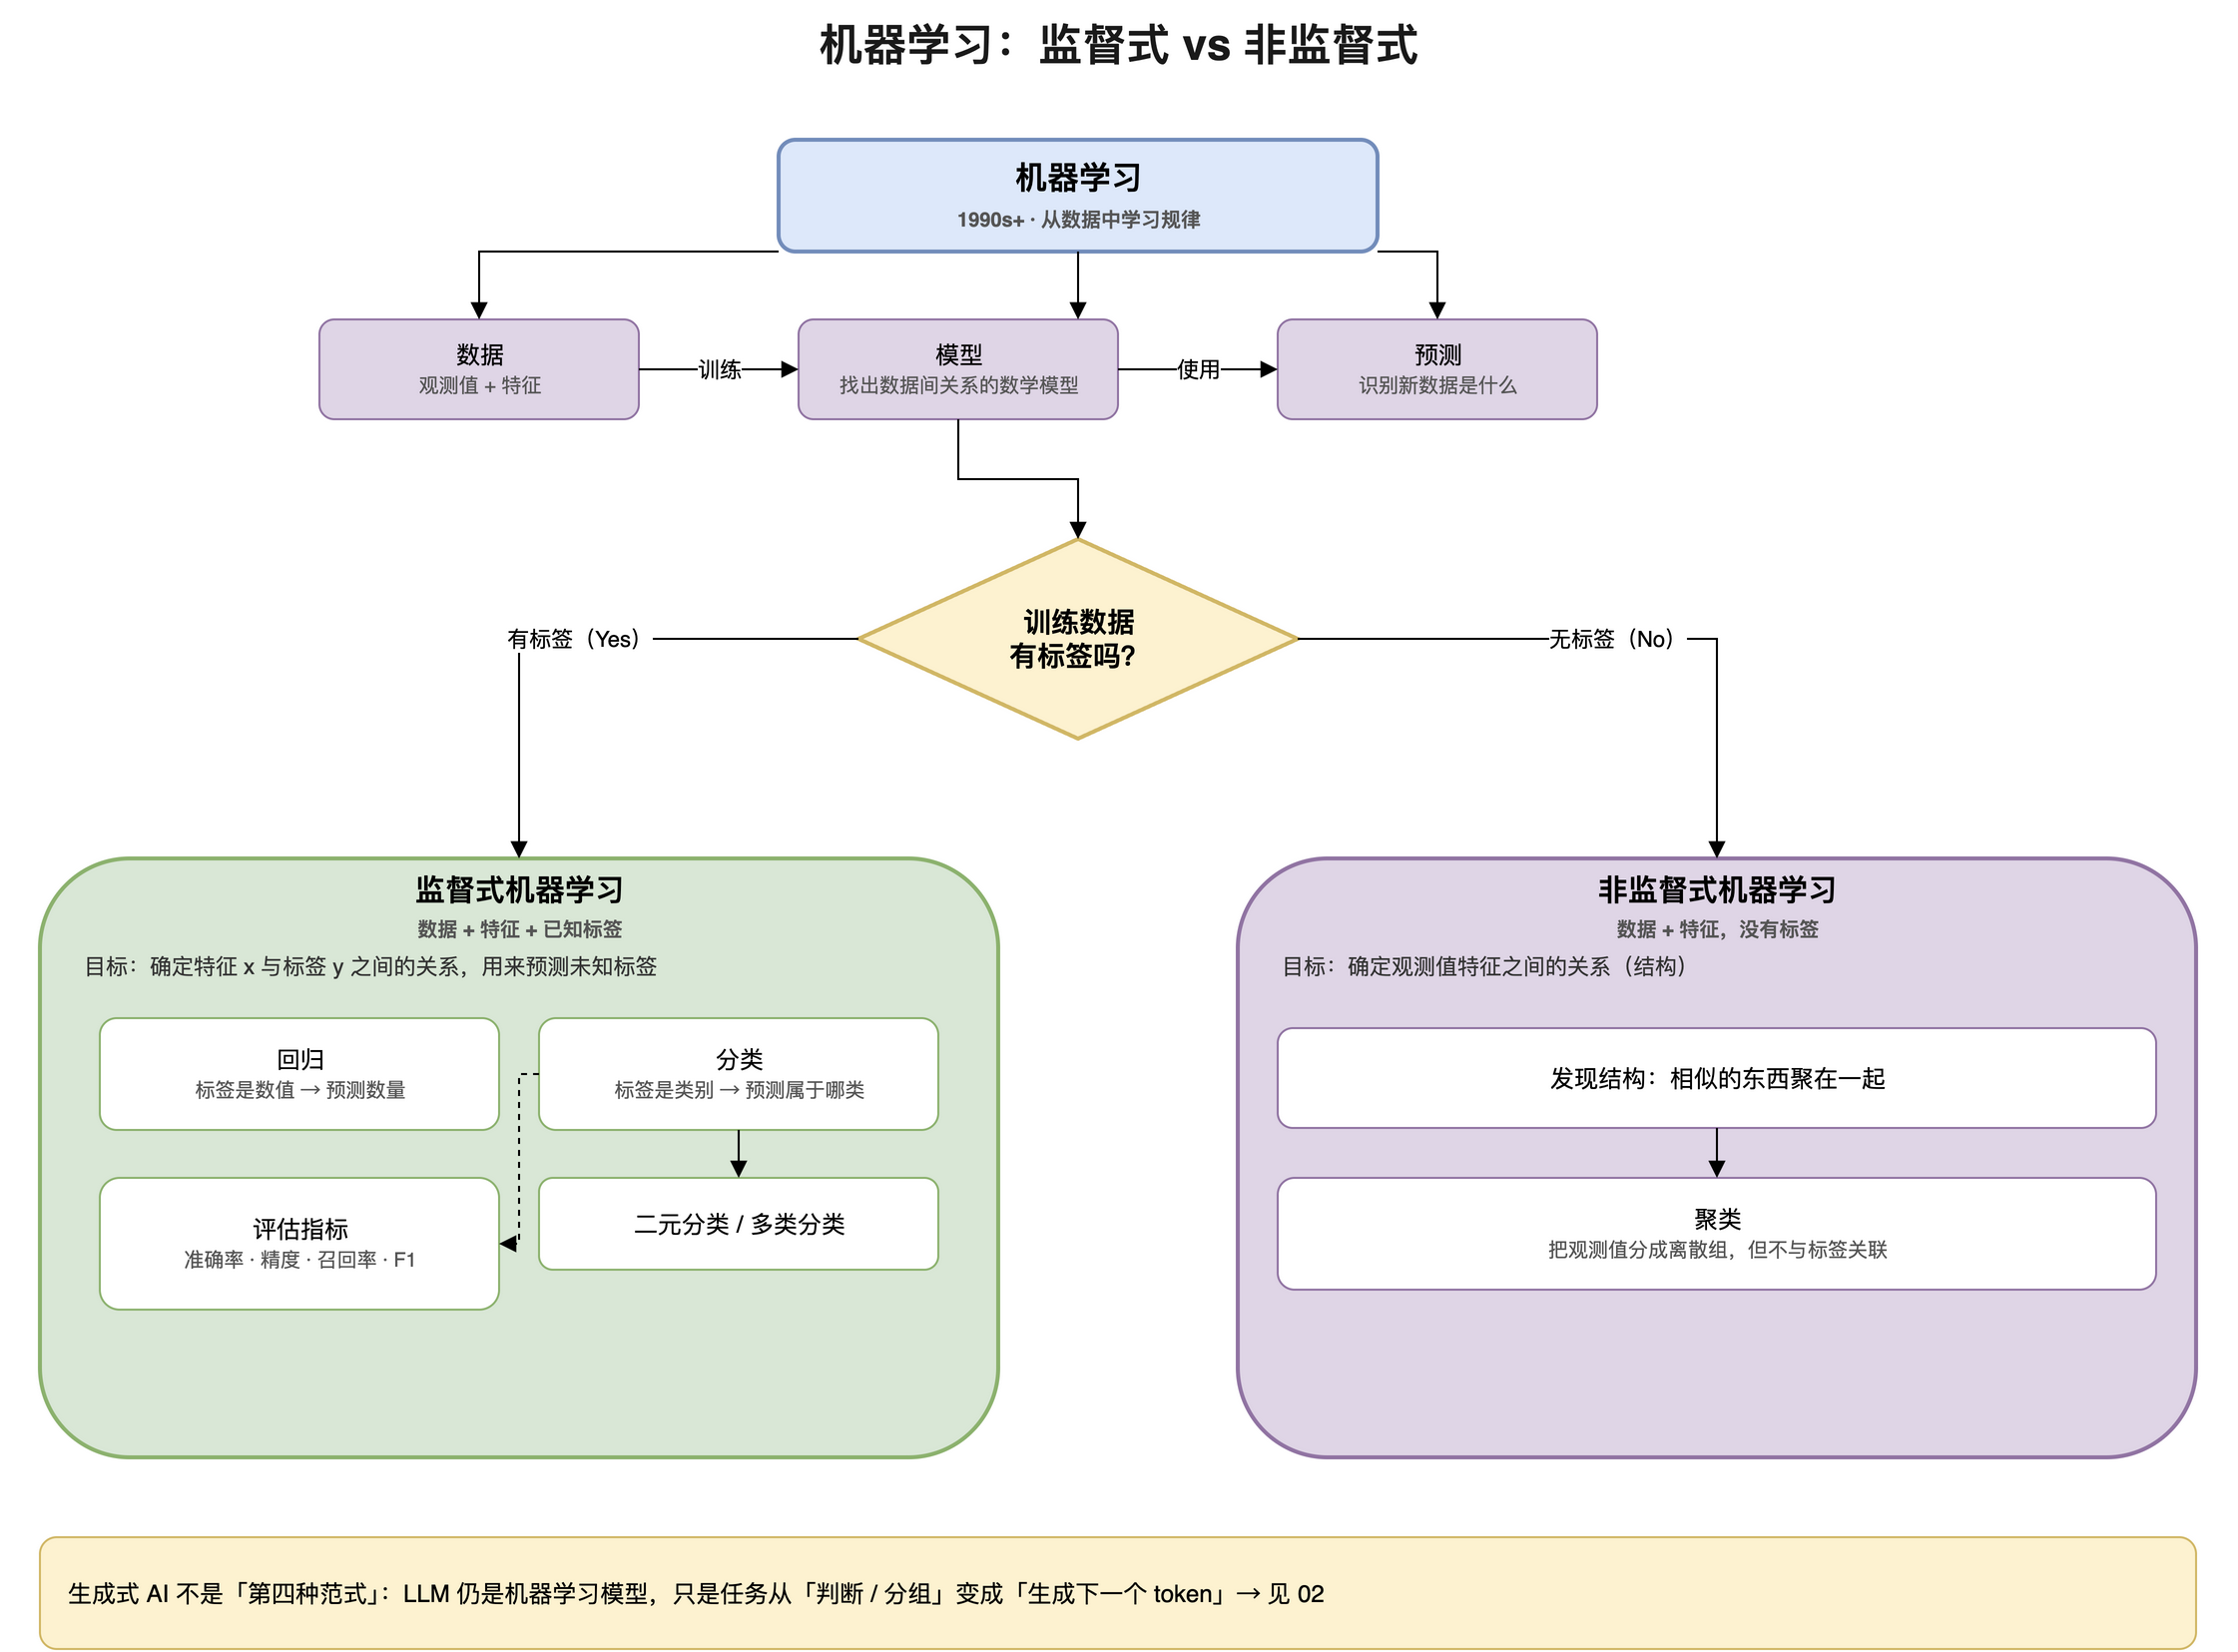 机器学习：监督式 vs 非监督式
机器学习
1990s+ · 从数据中学习规律
数据
观测值 + 特征
训练
模型
找出数据间关系的数学模型
使用
预测
识别新数据是什么
训练数据
有标签吗？
有标签（Yes）
无标签（No）
监督式机器学习
数据 + 特征 + 已知标签
目标：确定特征 x 与标签 y 之间的关系，用来预测未知标签
回归
标签是数值 → 预测数量
分类
标签是类别 → 预测属于哪类
评估指标
准确率 · 精度 · 召回率 · F1
二元分类 / 多类分类
非监督式机器学习
数据 + 特征，没有标签
目标：确定观测值特征之间的关系（结构）
发现结构：相似的东西聚在一起
聚类
把观测值分成离散组，但不与标签关联
生成式 AI 不是「第四种范式」：LLM 仍是机器学习模型，只是任务从「判断 / 分组」变成「生成下一个 token」→ 见 02